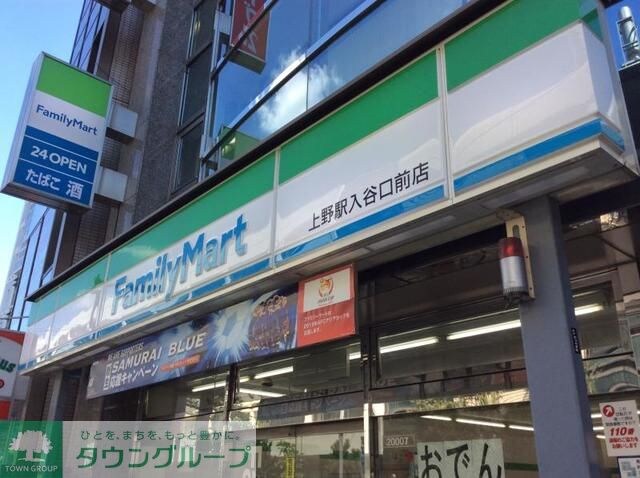 FamilyMart
24 OPEN
たばこ 酒
FamilyMart
上野駅入谷口前店
SAMURAI BLUE
応援キャンペーン
20007
おでん
110番
ひとを、まちを、もっと豊かに。
タウングループ
TOWN GROUP